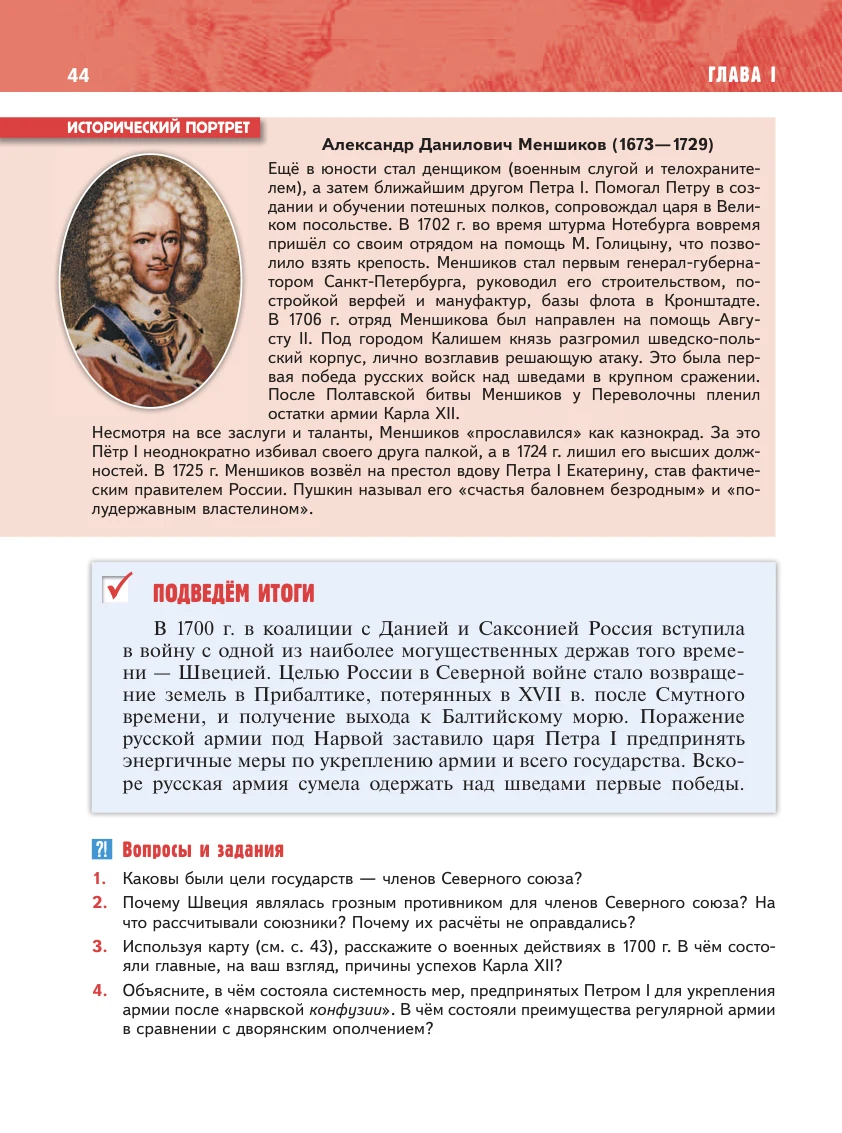 44
ГЛАВА I
ИСТОРИЧЕСКИЙ ПОРТРЕТ
Александр Данилович Меншиков (1673—1729)
Ещё в юности стал денщиком (военным слугой и телохраните-
лем), а затем ближайшим другом Петра I. Помогал Петру в соз-
дании и обучении потешных полков, сопровождал царя в Вели-
ком посольстве. В 1702 г. во время штурма Нотебурга вовремя
пришёл со своим отрядом на помощь М. Голицыну, что позво-
лило взять крепость. Меншиков стал первым генерал-губерна-
тором Санкт-Петербурга, руководил его строительством, по-
стройкой верфей и мануфактур, базы флота в Кронштадте.
В 1706 г. отряд Меншикова был направлен на помощь Авгу-
сту II. Под городом Калишем князь разгромил шведско-поль-
ский корпус, лично возглавив решающую атаку. Это была пер-
вая победа русских войск над шведами в крупном сражении.
После Полтавской битвы Меншиков у Переволочны пленил
остатки армии Карла XII.
Несмотря на все заслуги и таланты, Меншиков «прославился» как казнокрад. За это
Пётр I неоднократно избивал своего друга палкой, а в 1724 г. лишил его высших долж-
ностей. В 1725 г. Меншиков возвёл на престол вдову Петра I Екатерину, став фактиче-
ским правителем России. Пушкин называл его «счастья баловнем безродным» и «по-
лудержавным властелином».
ПОДВЕДЁМ ИТОГИ
В 1700 г. в коалиции с Данией и Саксонией Россия вступила
в войну с одной из наиболее могущественных держав того време-
ни — Швецией. Целью России в Северной войне стало возвраще-
ние земель в Прибалтике, потерянных в XVII в. после Смутного
времени, и получение выхода к Балтийскому морю. Поражение
русской армии под Нарвой заставило царя Петра I предпринять
энергичные меры по укреплению армии и всего государства. Вско-
ре русская армия сумела одержать над шведами первые победы.
?! Вопросы и задания
1. Каковы были цели государств — членов Северного союза?
2. Почему Швеция являлась грозным противником для членов Северного союза? На
что рассчитывали союзники? Почему их расчёты не оправдались?
3. Используя карту (см. с. 43), расскажите о военных действиях в 1700 г. В чём состо-
яли главные, на ваш взгляд, причины успехов Карла XII?
4. Объясните, в чём состояла системность мер, предпринятых Петром I для укрепления
армии после «нарвской конфузии». В чём состояли преимущества регулярной армии
в сравнении с дворянским ополчением?